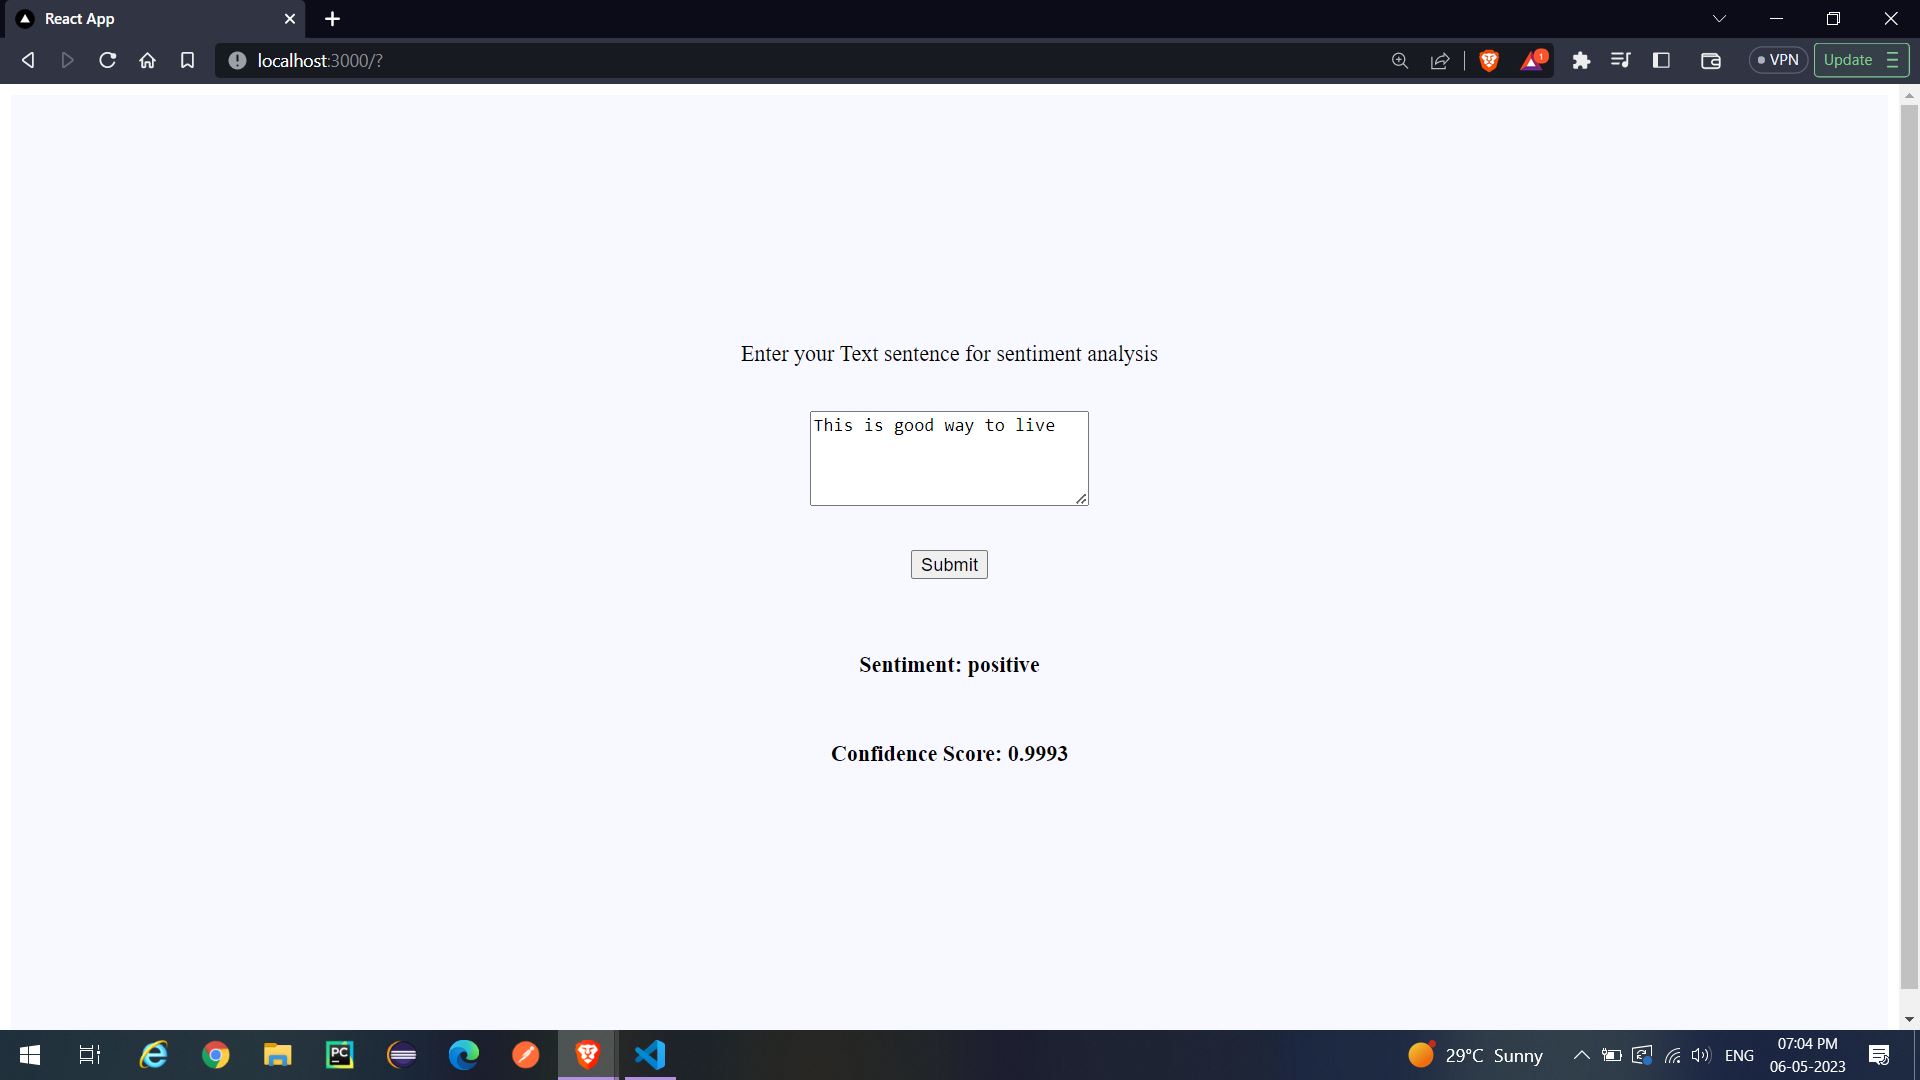 React App
localhost:3000/?
1
VPN
Update
Enter your Text sentence for sentiment analysis
This is good way to live
Submit
Sentiment: positive
Confidence Score: 0.9993
PC
29°C Sunny
ENG
07:04 PM
06-05-2023